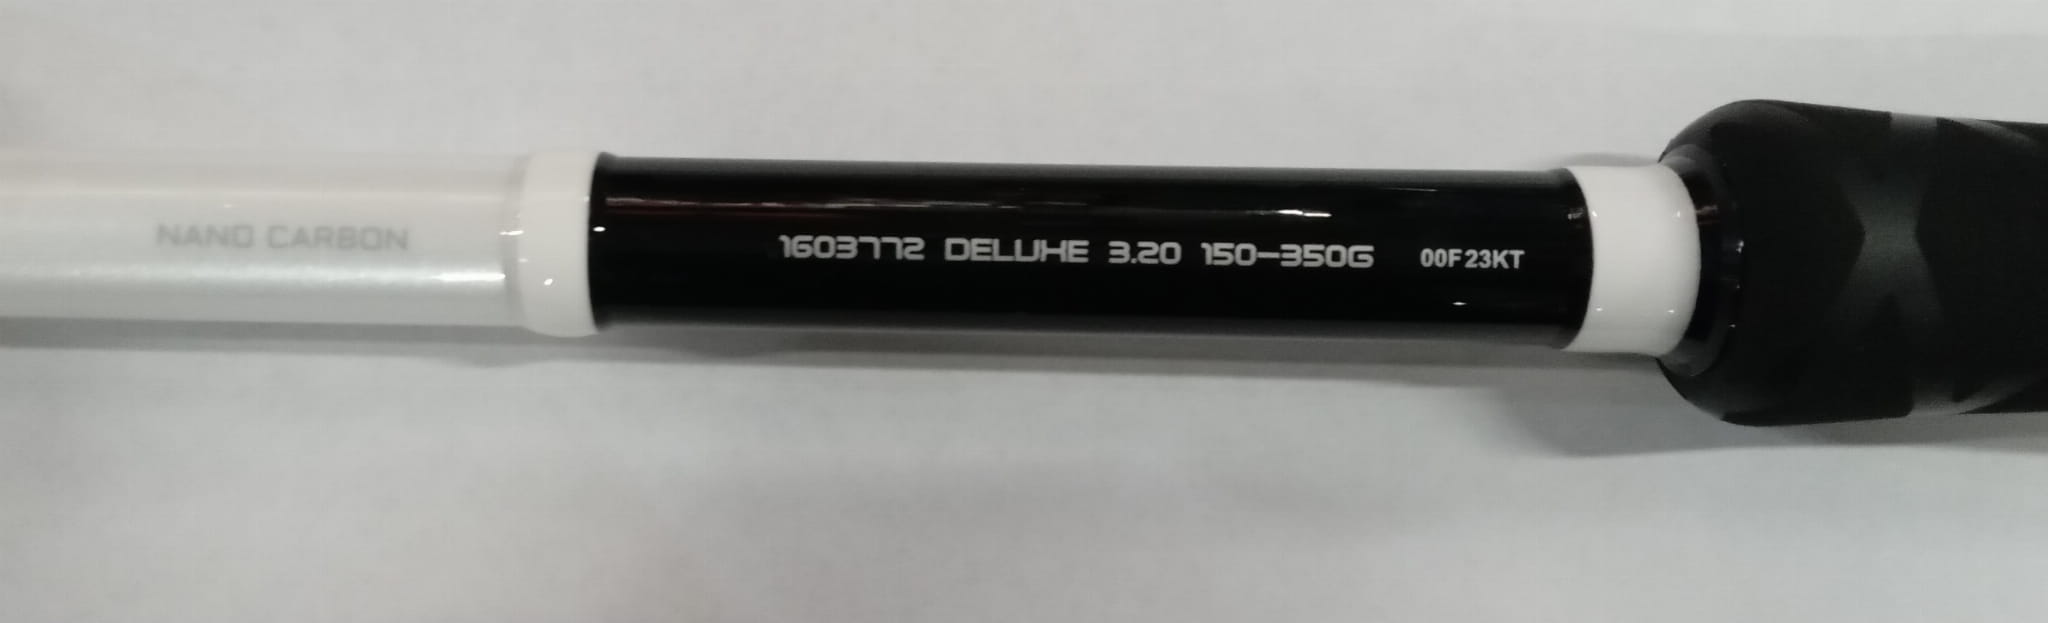 NANO CARBON
1603772 DELUXE 3.20 150-350G 00F23KT